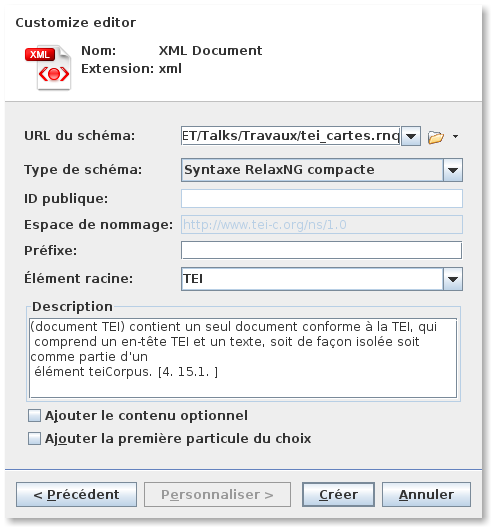 Customize editor
XML
Nom: XML Document
Extension: xml
URL du schéma: ET/Talks/Travaux/tei_cartes.rnc
Type de schéma: Syntaxe RelaxNG compacte
ID publique:
Espace de nommage: http://www.tei-c.org/ns/1.0
Préfixe:
Élément racine: TEI
Description
(document TEI) contient un seul document conforme à la TEI, qui
comprend un en-tête TEI et un texte, soit de façon isolée soit
comme partie d'un
élément teiCorpus. [4. 15.1. ]
Ajouter le contenu optionnel
Ajouter la première particule du choix
< Précédent Personnaliser > Créer Annuler